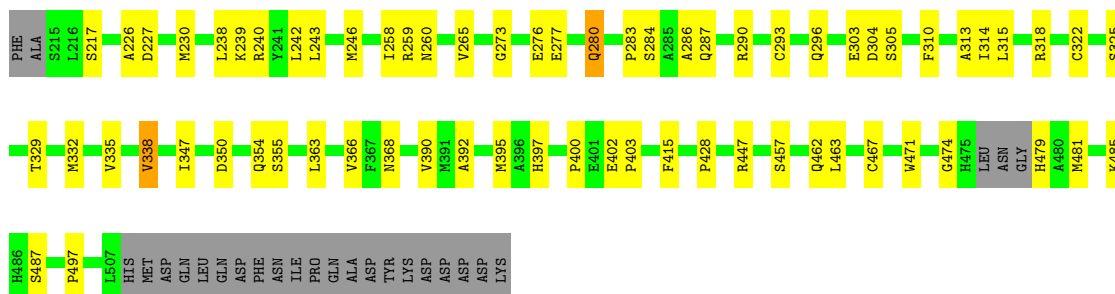 PHE ALA S215 L216 S217 A226 D227 M230 L238 K239 R240 Y241 L242 L243 M246 I258 R259 N260 V265 G273 E276 E277 Q280 P283 S284 A285 A286 Q287 R290 C293 Q296 E303 D304 S305 F310 A313 I314 L315 R318 C322 S325
T329 M332 V335 V338 I347 D350 Q354 S355 L363 V366 F367 N368 V390 M391 A392 M395 A396 H397 P400 E401 E402 P403 F415 P428 R447 S457 Q462 L463 C467 W471 G474 H475 LEU ASN GLY H479 A480 M481 K485
H486 S487 P497 L507 HIS MET ASP GLN LEU GLN ASP PHE ASN ILE PRO GLN ALA ASP TYR LYS ASP ASP ASP ASP LYS